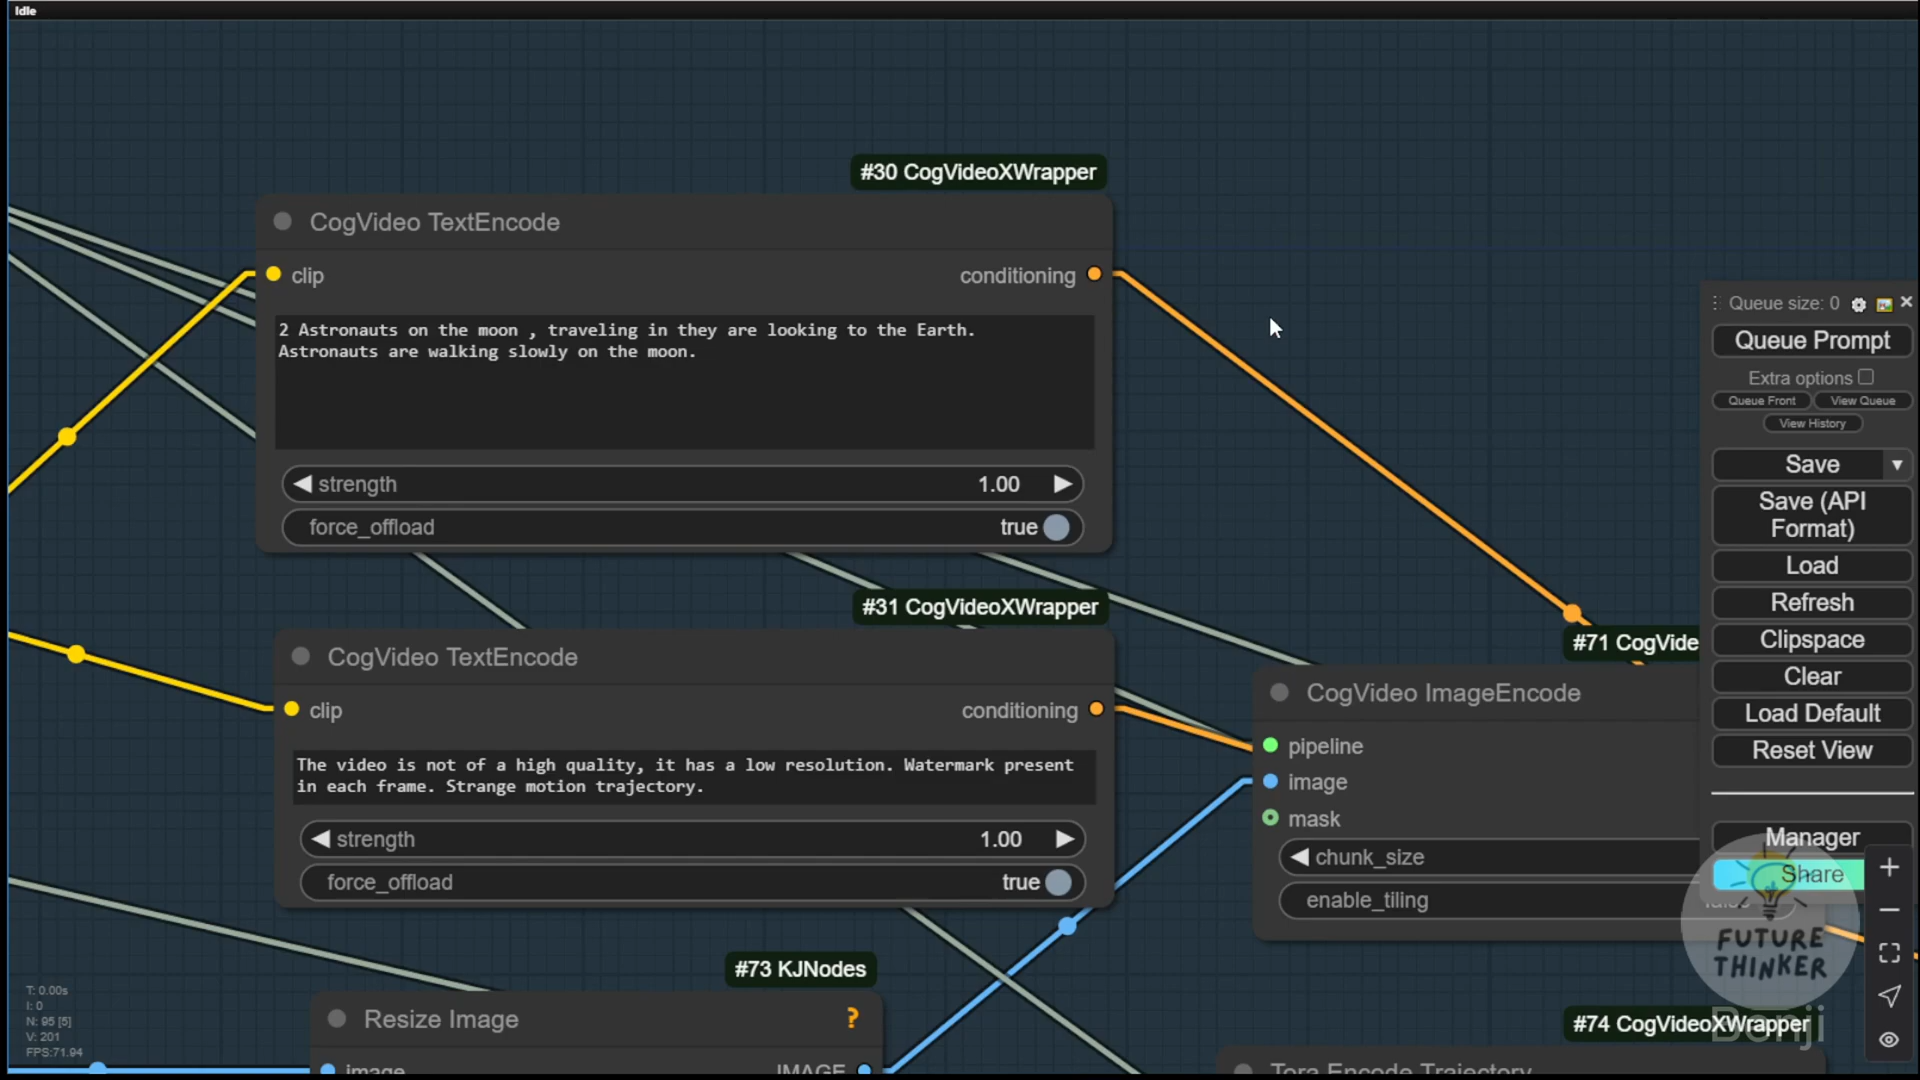 Idle
#30 CogVideoXWrapper
CogVideo TextEncode
clip
conditioning
2 Astronauts on the moon , traveling in they are looking to the Earth.
Astronauts are walking slowly on the moon.
strength
1.00
force_offload
true
#31 CogVideoXWrapper
CogVideo TextEncode
clip
conditioning
The video is not of a high quality, it has a low resolution. Watermark present
in each frame. Strange motion trajectory.
strength
1.00
force_offload
true
#71 CogVide
CogVideo ImageEncode
pipeline
image
mask
chunk_size
enable_tiling
false
#73 KJNodes
Resize Image
?
image
IMAGE
#74 CogVideoXWrapper
Tora Encode Trajectory
Queue size: 0
Queue Prompt
Extra options
Queue Front
View Queue
View History
Save
Save (API
Format)
Load
Refresh
Clipspace
Clear
Load Default
Reset View
Manager
Share
FUTURE
THINKER
Benji
T: 0.00s
I: 0
N: 95 [5]
V: 201
FPS:71.94